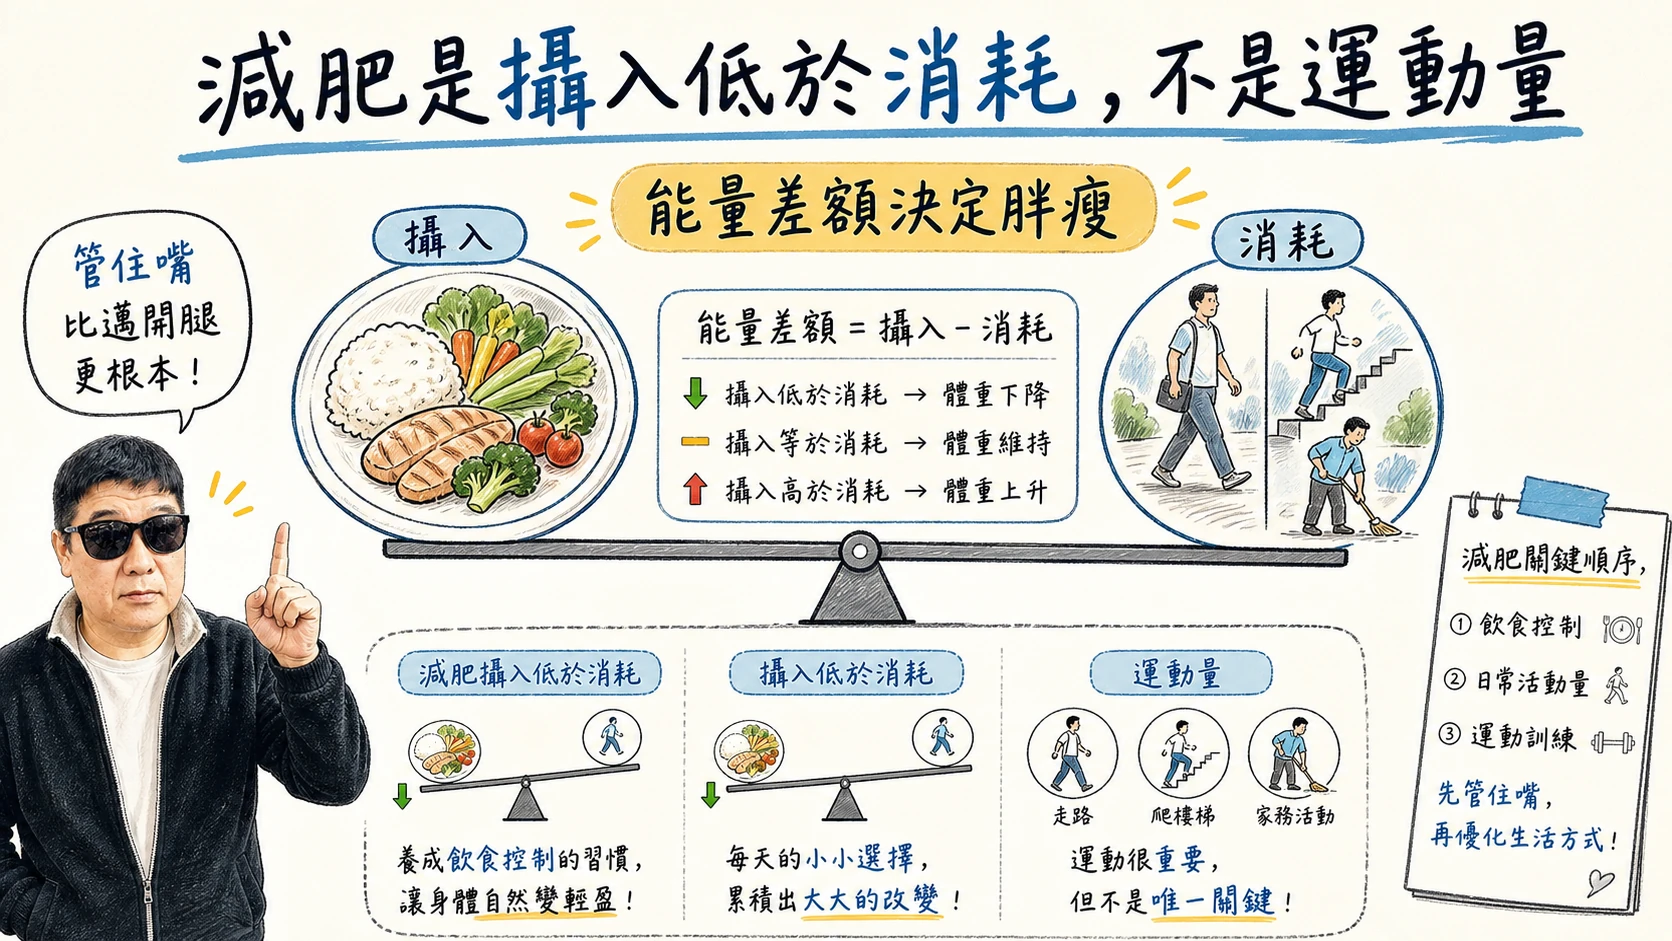 減肥是攝入低於消耗，不是運動量
能量差額決定胖瘦
管住嘴
比邁開腿
更根本！
攝入
消耗
能量差額 = 攝入 - 消耗
攝入低於消耗 → 體重下降
攝入等於消耗 → 體重維持
攝入高於消耗 → 體重上升
減肥攝入低於消耗
養成飲食控制的習慣，
讓身體自然變輕盈！
攝入低於消耗
每天的小小選擇，
累積出大大的改變！
運動量
走路
爬樓梯
家務活動
運動很重要，
但不是唯一關鍵！
減肥關鍵順序，
① 飲食控制
② 日常活動量
③ 運動訓練
先管住嘴，
再優化生活方式！